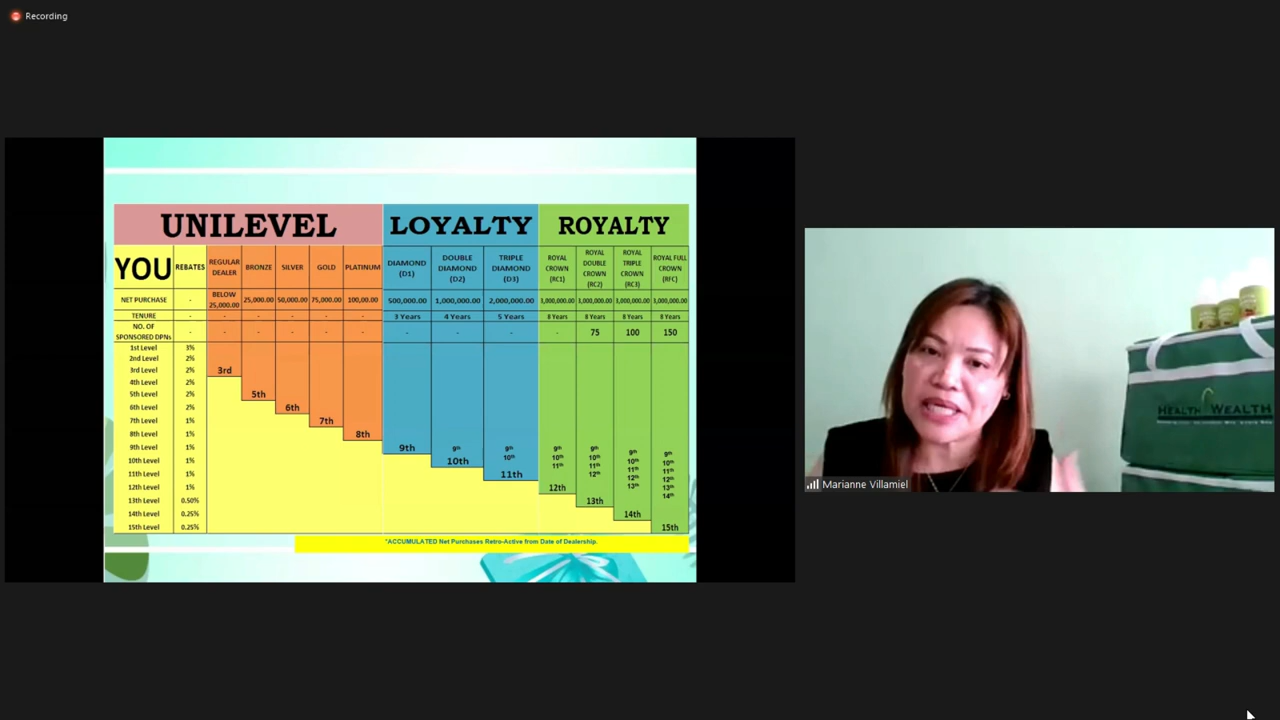 Recording
UNILEVEL LOYALTY ROYALTY
YOU REBATES REGULAR DEALER BRONZE SILVER GOLD PLATINUM DIAMOND (D1) DOUBLE DIAMOND (D2) TRIPLE DIAMOND (D3) ROYAL CROWN (RC1) ROYAL DOUBLE CROWN (RC2) ROYAL TRIPLE CROWN (RC3) ROYAL FULL CROWN (RFC)
NET PURCHASE - BELOW 25,000.00 25,000.00 50,000.00 75,000.00 100,00.00 500,000.00 1,000,000.00 2,000,000.00 3,000,000.00 3,000,000.00 3,000,000.00 3,000,000.00
TENURE - - - - - - 3 Years 4 Years 5 Years 8 Years 8 Years 8 Years 8 Years
NO. OF SPONSORED DPNs - - - - - - - - - - 75 100 150
1st Level 3%
2nd Level 2%
3rd Level 2% 3rd
4th Level 2%
5th Level 2% 5th
6th Level 2% 6th
7th Level 1% 7th
8th Level 1% 8th
9th Level 1% 9th 9th 9th 9th 9th 9th 9th
10th Level 1% 10th 10th 10th 10th 10th 10th
11th Level 1% 11th 11th 11th 11th 11th
12th Level 1% 12th 12th 12th 12th
13th Level 0.50% 13th 13th 13th
14th Level 0.25% 14th 14th
15th Level 0.25% 15th
*ACCUMULATED Net Purchases Retro-Active from Date of Dealership.
HEALTH WEALTH
Marianne Villamiel